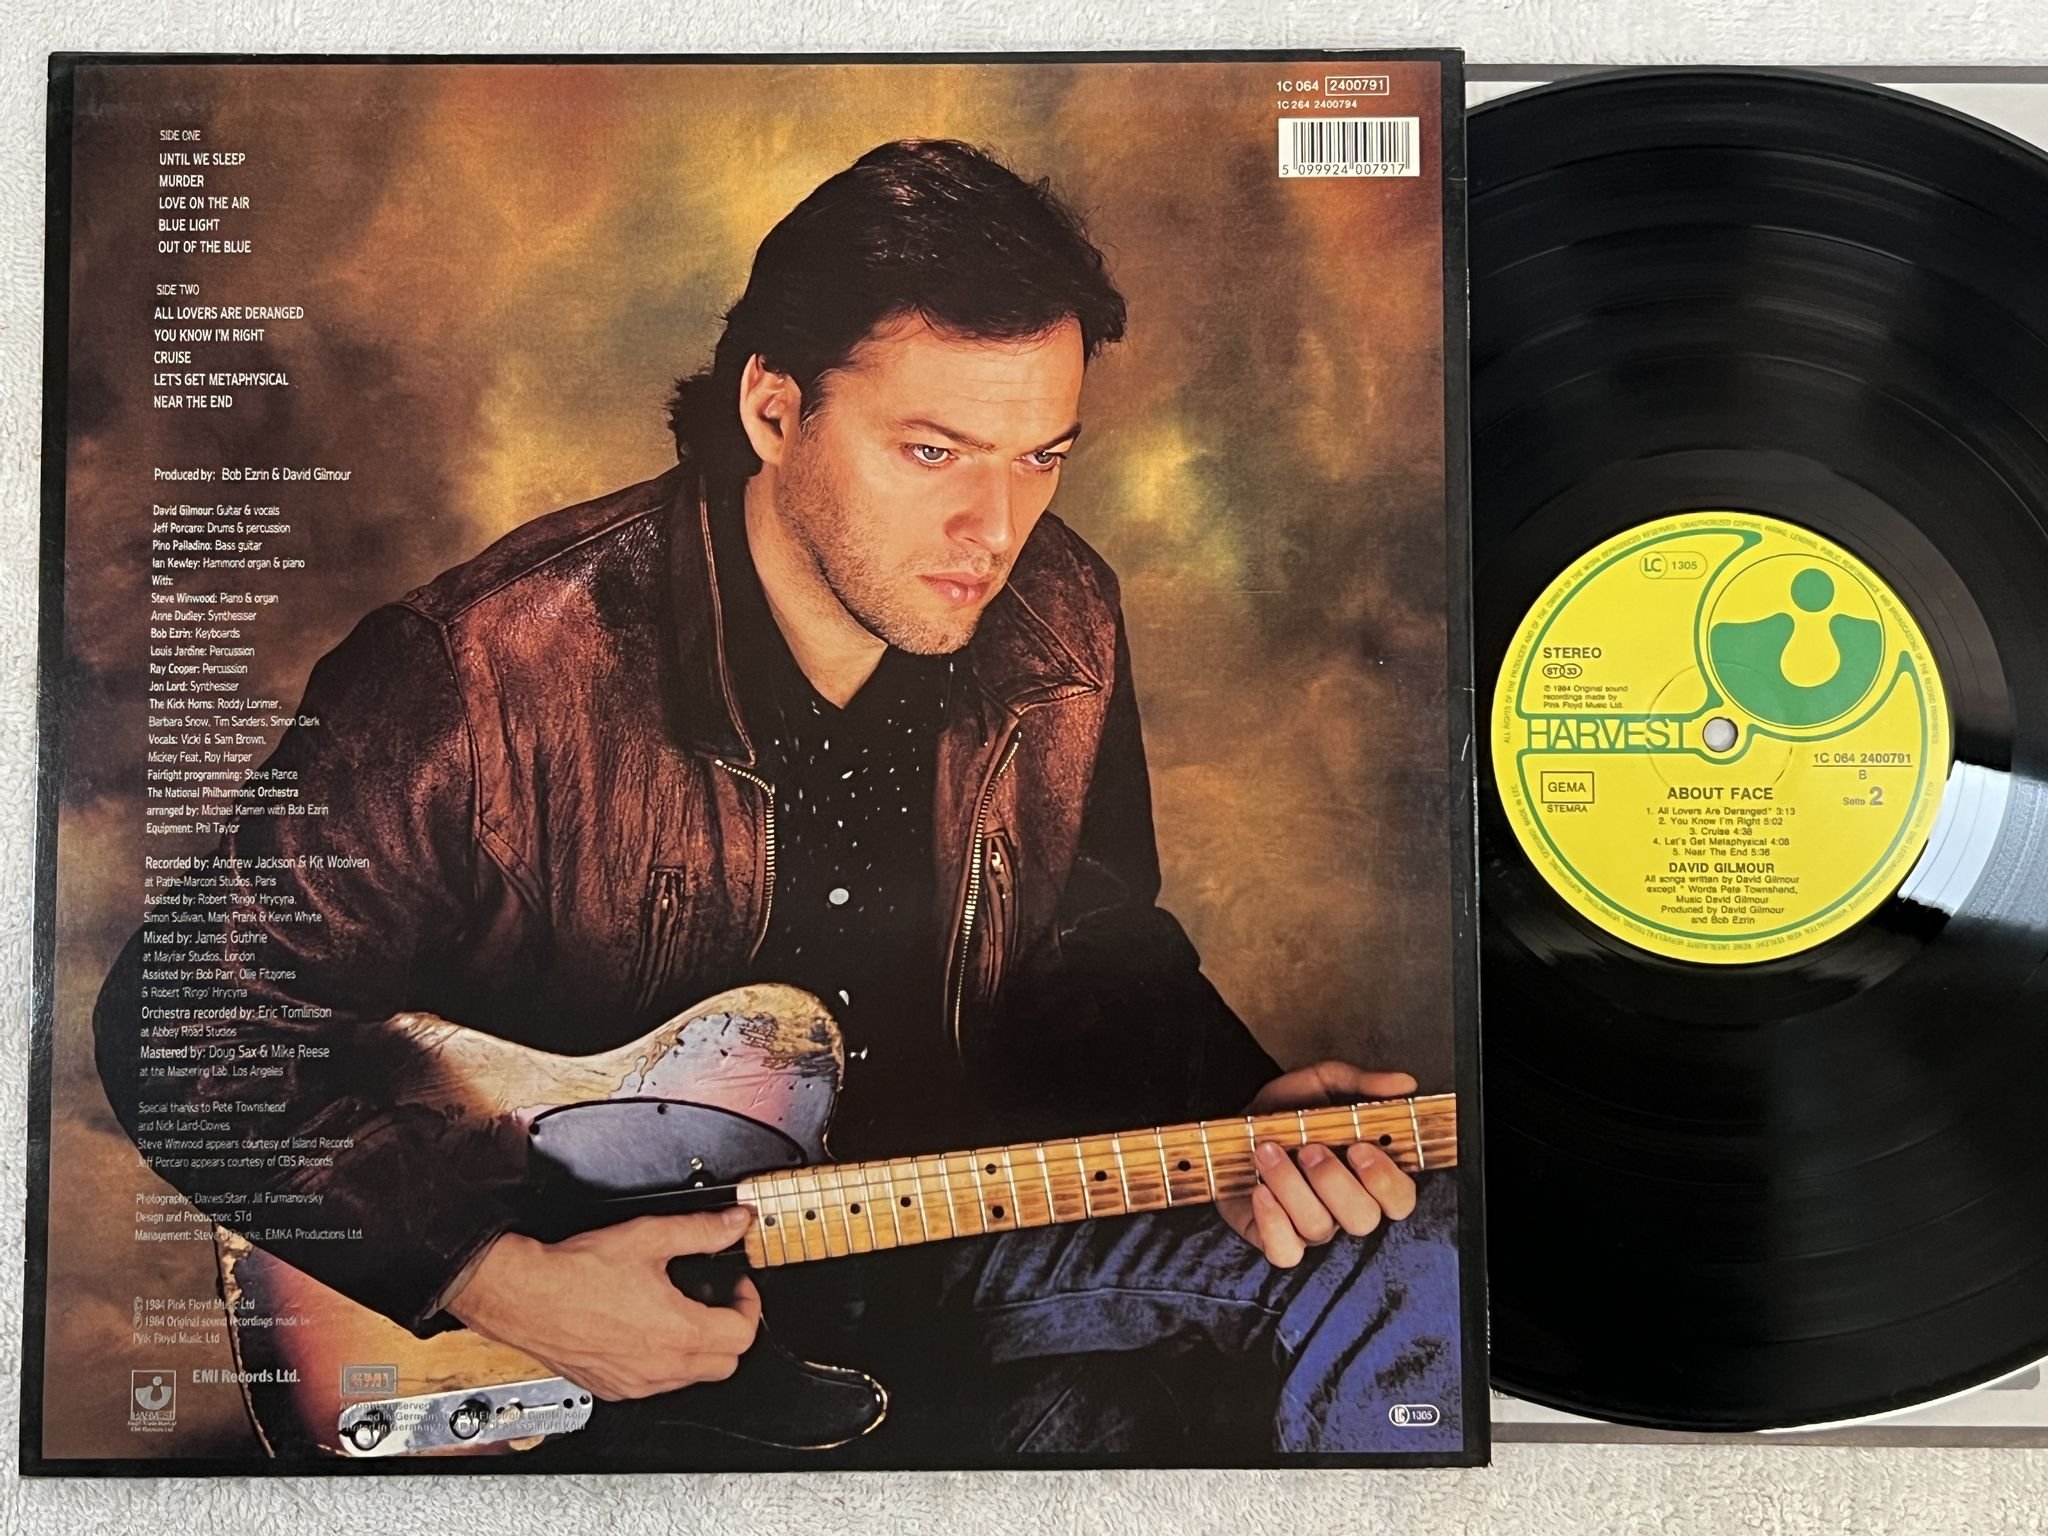 SIDE ONE
UNTIL WE SLEEP
MURDER
LOVE ON THE AIR
BLUE LIGHT
OUT OF THE BLUE
SIDE TWO
ALL LOVERS ARE DERANGED
YOU KNOW I'M RIGHT
CRUISE
LET'S GET METAPHYSICAL
NEAR THE END
Produced by: Bob Ezrin & David Gilmour
David Gilmour: Guitar & vocals
Jeff Porcaro: Drums & percussion
Pino Palladino: Bass guitar
Ian Kewley: Hammond organ & piano
With:
Steve Winwood: Piano & organ
Anne Dudley: Synthesiser
Bob Ezrin: Keyboards
Louis Jardine: Percussion
Ray Cooper: Percussion
Jon Lord: Synthesiser
The Kick Horns: Roddy Lorimer,
Barbara Snow, Tim Sanders, Simon Clerk
Vocals: Vicki & Sam Brown,
Mickey Feat, Roy Harper
Fairlight programming: Steve Rance
The National Philharmonic Orchestra
arranged by: Michael Kamen with Bob Ezrin
Equipment: Phil Taylor
Recorded by: Andrew Jackson & Kit Woolven
at Pathe-Marconi Studios, Paris
Assisted by: Robert 'Ringo' Hrycyna,
Simon Sullivan, Mark Frank & Kevin Whyte
Mixed by: James Guthrie
at Mayfair Studios, London
Assisted by: Bob Parr, Ollie Fitzjones
& Robert 'Ringo' Hrycyna
Orchestra recorded by: Eric Tomlinson
at Abbey Road Studios
Mastered by: Doug Sax & Mike Reese
at the Mastering Lab, Los Angeles
Special thanks to Pete Townshend
and Nick Laird-Clowes
Steve Winwood appears courtesy of Island Records
Jeff Porcaro appears courtesy of CBS Records
Photography: Dawes/Starr, Jill Furmanovsky
Design and Production: STd
Management: Steve O'Rourke, EMKA Productions Ltd.
© 1984 Pink Floyd Music Ltd
℗ 1984 Original sound recordings made by
Pink Floyd Music Ltd
HARVEST
EMI Records Ltd.
EMI
All rights reserved
Printed in Germany by
LC 1305
1C 064 2400791
1C 264 2400794
5 099924 007917
LC 1305
STEREO
ST 33
℗ 1984 Original sound
recordings made by
Pink Floyd Music Ltd.
HARVEST
1C 064 2400791
B
Seite 2
GEMA
STEMRA
ABOUT FACE
1. All Lovers Are Deranged* 3:13
2. You Know I'm Right 5:02
3. Cruise 4:38
4. Let's Get Metaphysical 4:08
5. Near The End 5:36
DAVID GILMOUR
All songs written by David Gilmour
except * Words Pete Townshend,
Music David Gilmour
Produced by David Gilmour
and Bob Ezrin